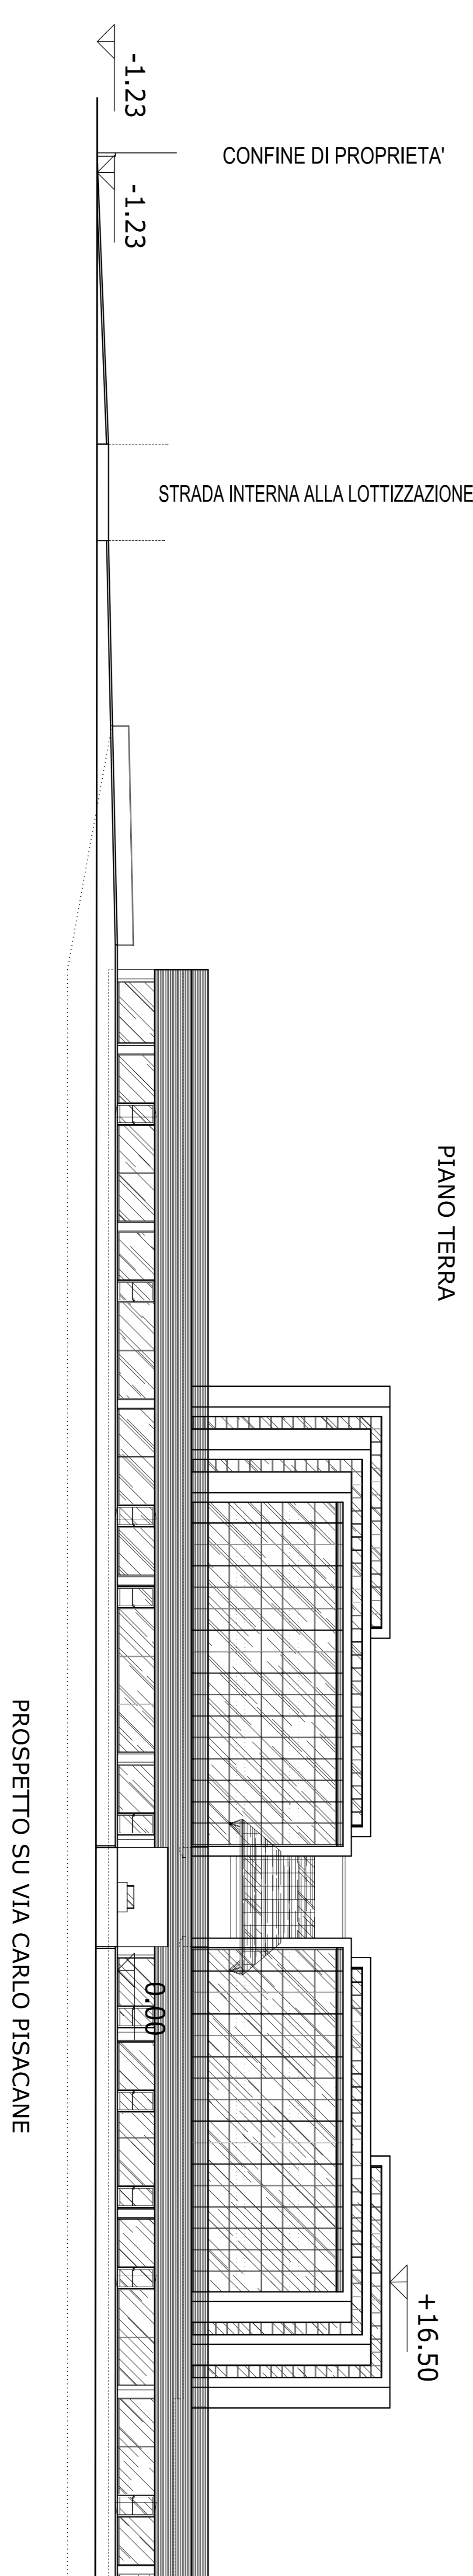 -1.23
CONFINE DI PROPRIETA'
-1.23
STRADA INTERNA ALLA LOTTIZZAZIONE
PIANO TERRA
PROSPETTO SU VIA CARLO PISACANE
0.00
+16.50